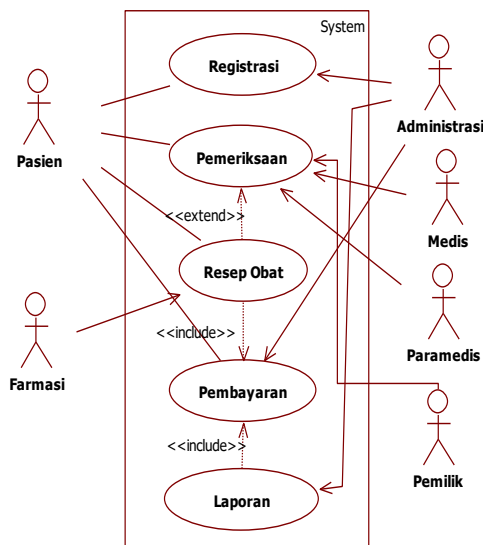 System
Registrasi
Pasien
Administrasi
Pemeriksaan
<<extend>>
Medis
Resep Obat
<<include>>
Farmasi
Paramedis
Pembayaran
<<include>>
Pemilik
Laporan